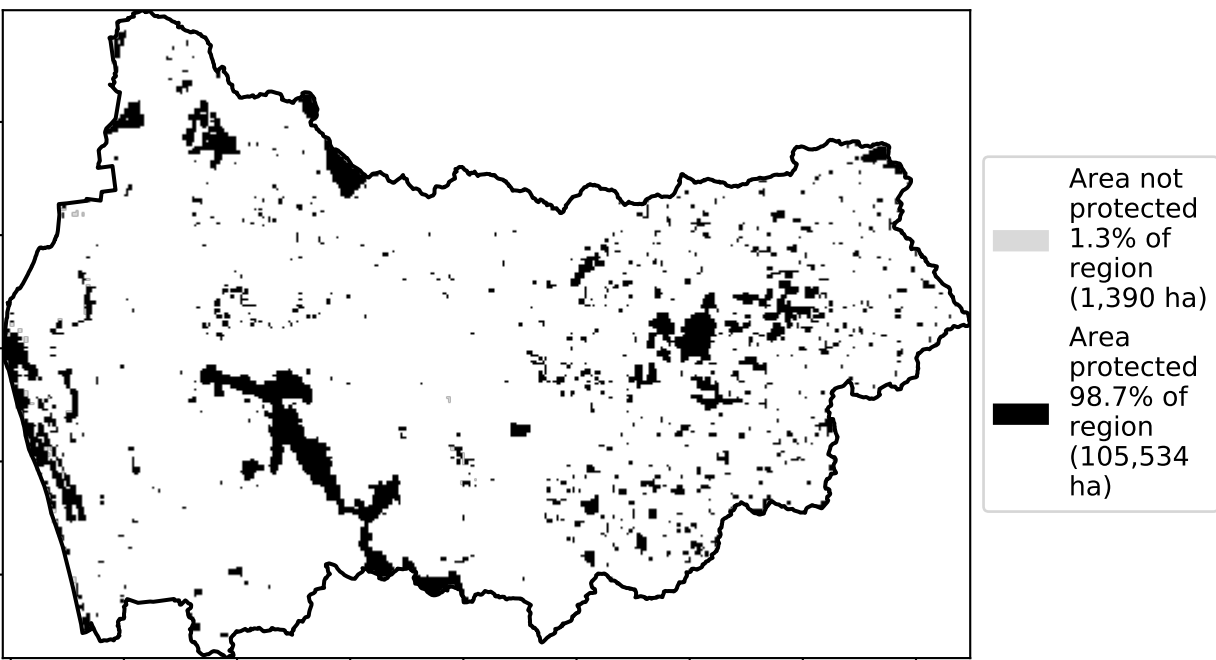 Area not
protected
1.3% of
region
(1,390 ha)
Area
protected
98.7% of
region
(105,534
ha)